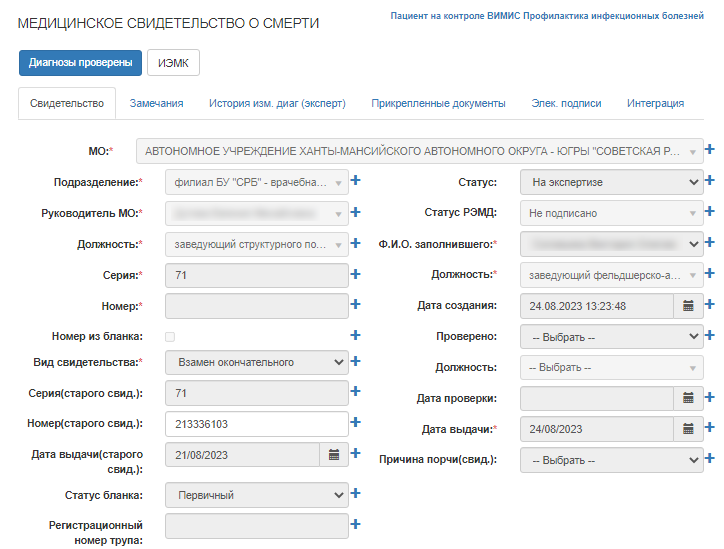 МЕДИЦИНСКОЕ СВИДЕТЕЛЬСТВО О СМЕРТИ
Пациент на контроле ВИМИС Профилактика инфекционных болезней
Диагнозы проверены
ИЭМК
Свидетельство
Замечания
История изм. диаг (эксперт)
Прикрепленные документы
Элек. подписи
Интеграция
МО:* АВТОНОМНОЕ УЧРЕЖДЕНИЕ ХАНТЫ-МАНСИЙСКОГО АВТОНОМНОГО ОКРУГА - ЮГРЫ "СОВЕТСКАЯ Р...
Подразделение:* филиал БУ "СРБ" - врачебна...
Руководитель МО:*
Должность:* заведующий структурного по...
Серия:* 71
Номер:*
Номер из бланка:
Вид свидетельства:* Взамен окончательного
Серия(старого свид.): 71
Номер(старого свид.): 213336103
Дата выдачи(старого
свид.): 21/08/2023
Статус бланка: Первичный
Регистрационный
номер трупа:
Статус: На экспертизе
Статус РЭМД: Не подписано
Ф.И.О. заполнившего:*
Должность:* заведующий фельдшерско-а...
Дата создания: 24.08.2023 13:23:48
Проверено: -- Выбрать --
Должность: -- Выбрать --
Дата проверки:
Дата выдачи:* 24/08/2023
Причина порчи(свид.): -- Выбрать --